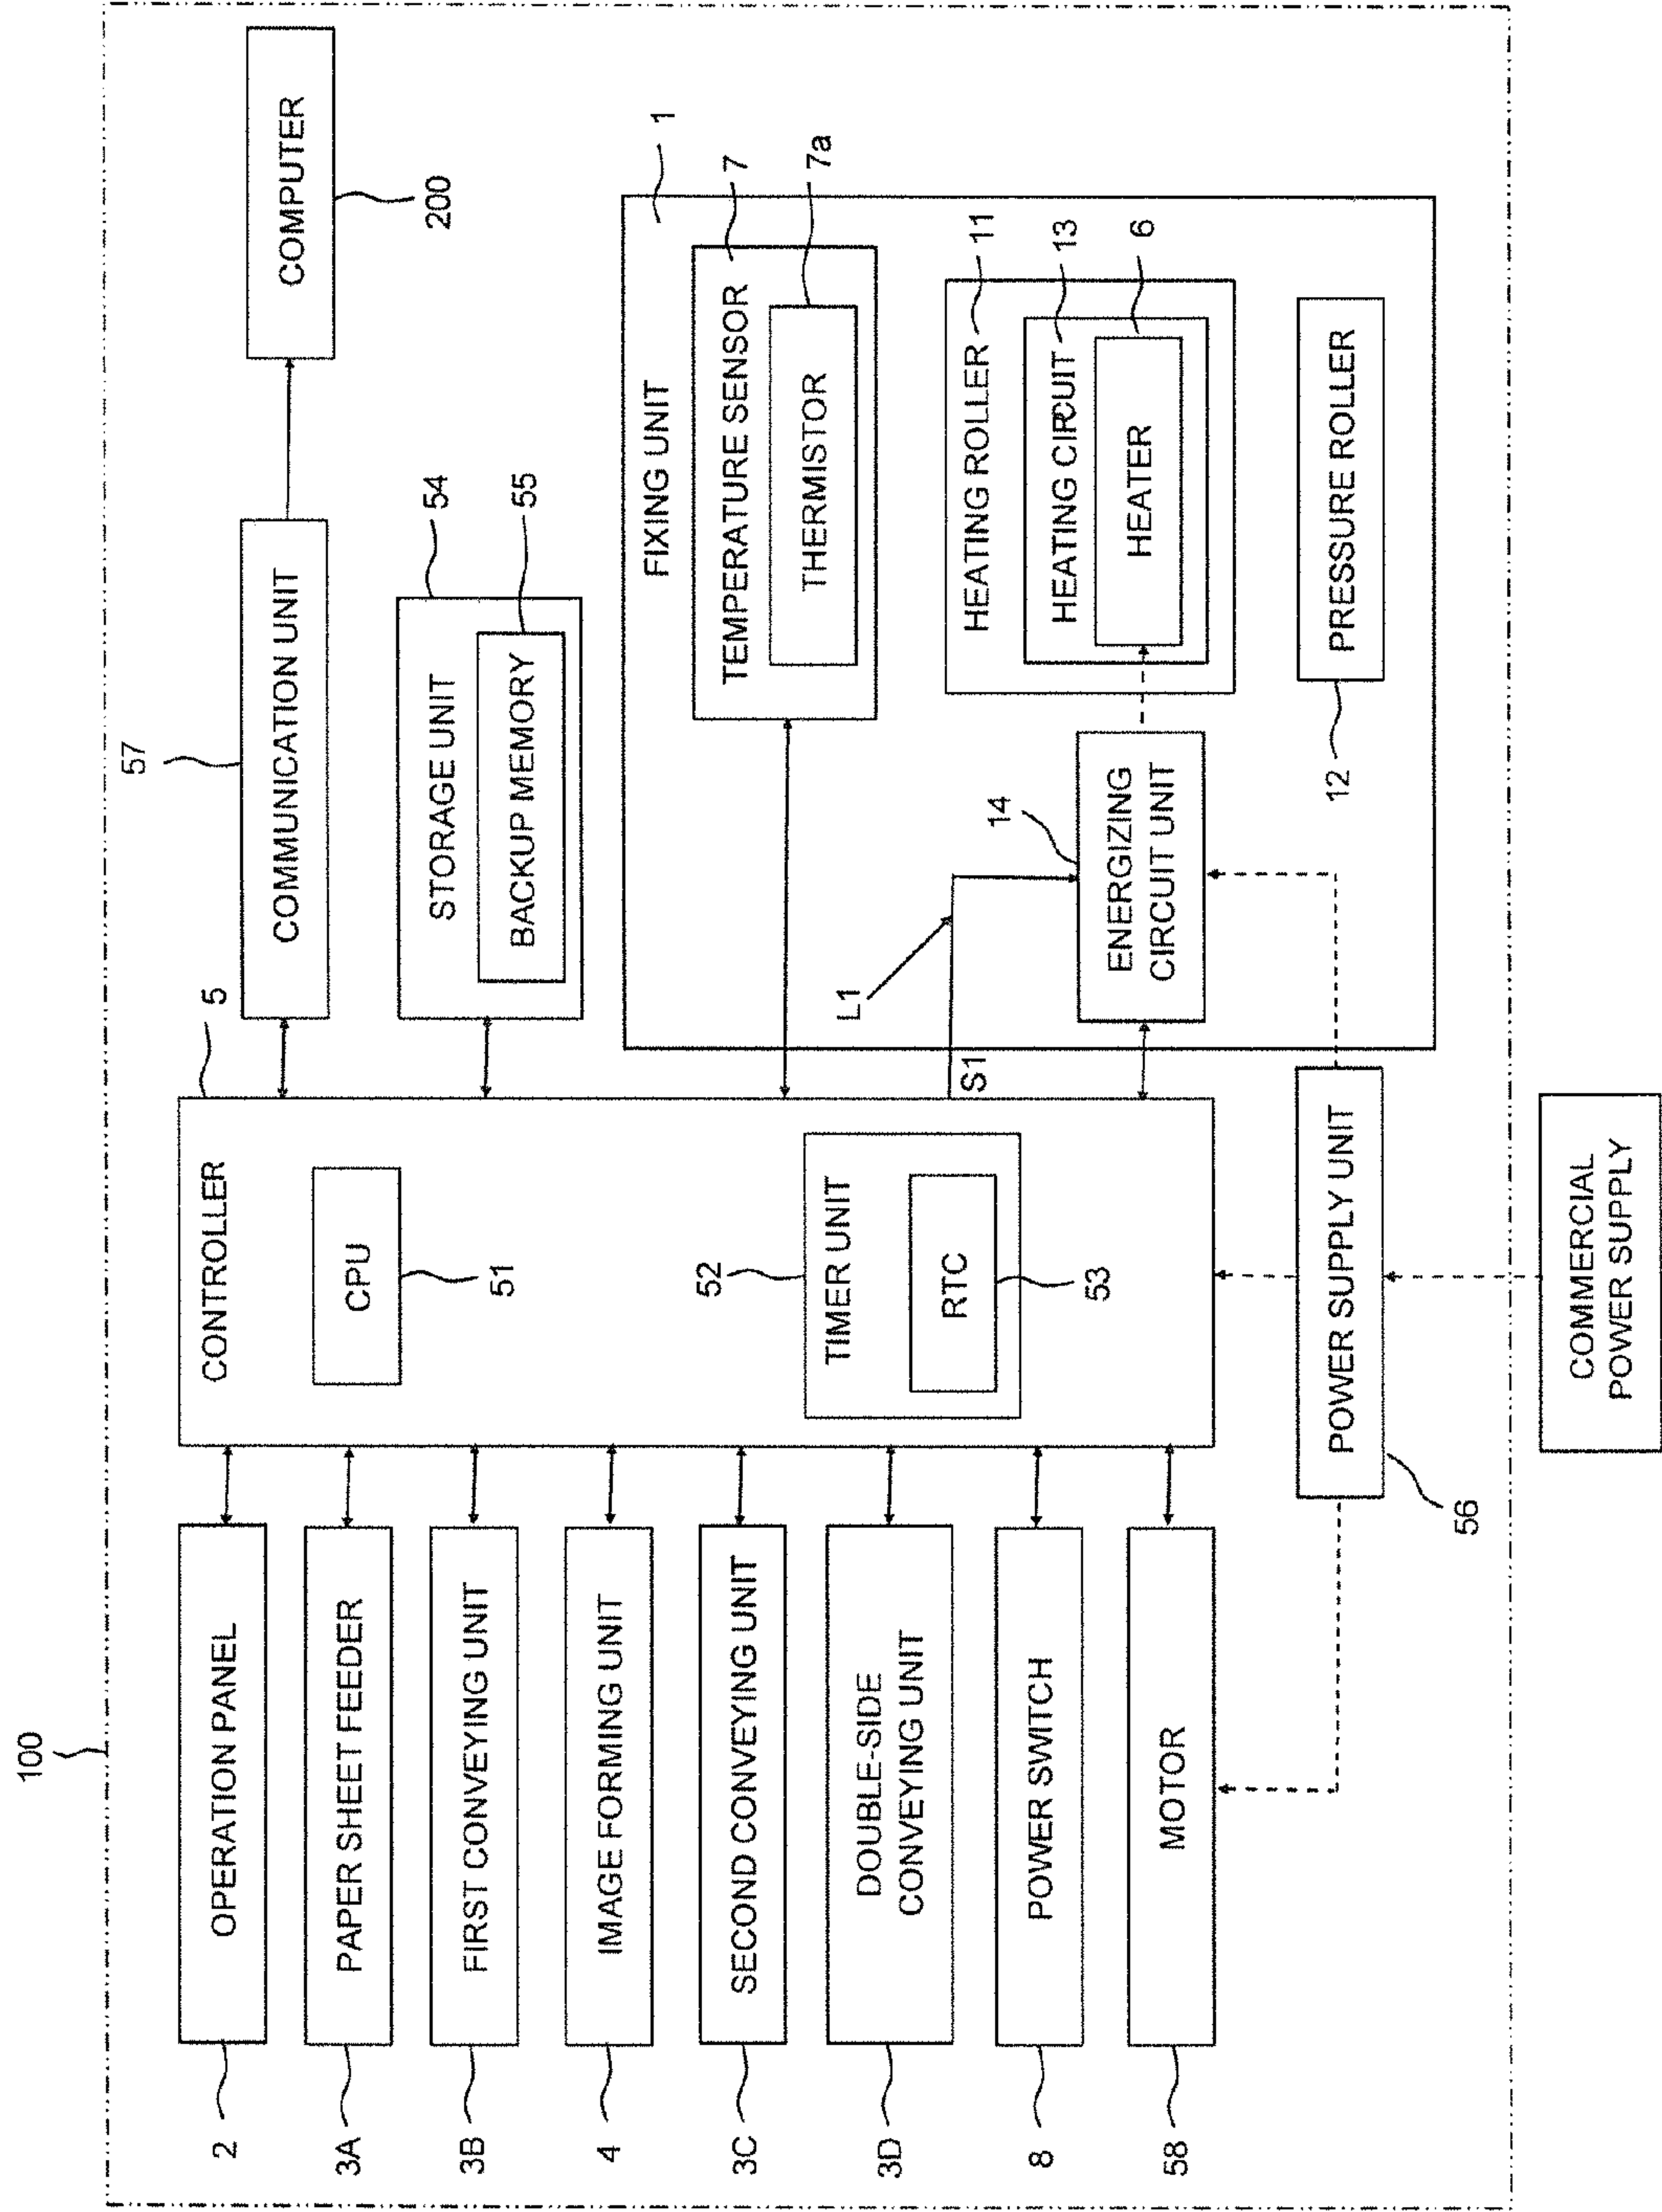 100
2
OPERATION PANEL
3A
PAPER SHEET FEEDER
3B
FIRST CONVEYING UNIT
4
IMAGE FORMING UNIT
3C
SECOND CONVEYING UNIT
3D
DOUBLE-SIDE
CONVEYING UNIT
8
POWER SWITCH
58
MOTOR
5
CONTROLLER
CPU
51
52
TIMER UNIT
RTC
53
56
POWER SUPPLY UNIT
COMMERCIAL
POWER SUPPLY
57
COMMUNICATION UNIT
COMPUTER
200
54
STORAGE UNIT
BACKUP MEMORY
55
FIXING UNIT
1
TEMPERATURE SENSOR
7
THERMISTOR
7a
L1
S1
14
ENERGIZING
CIRCUIT UNIT
HEATING ROLLER
11
HEATING CIRCUIT
13
HEATER
6
12
PRESSURE ROLLER